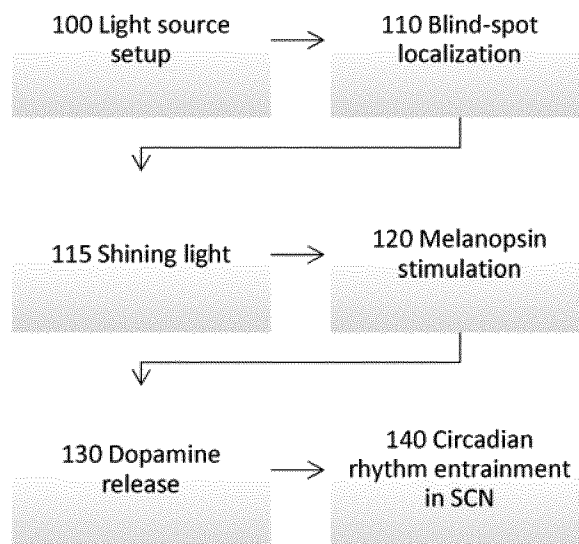 100 Light source
setup
110 Blind-spot
localization
115 Shining light
120 Melanopsin
stimulation
130 Dopamine
release
140 Circadian
rhythm entrainment
in SCN